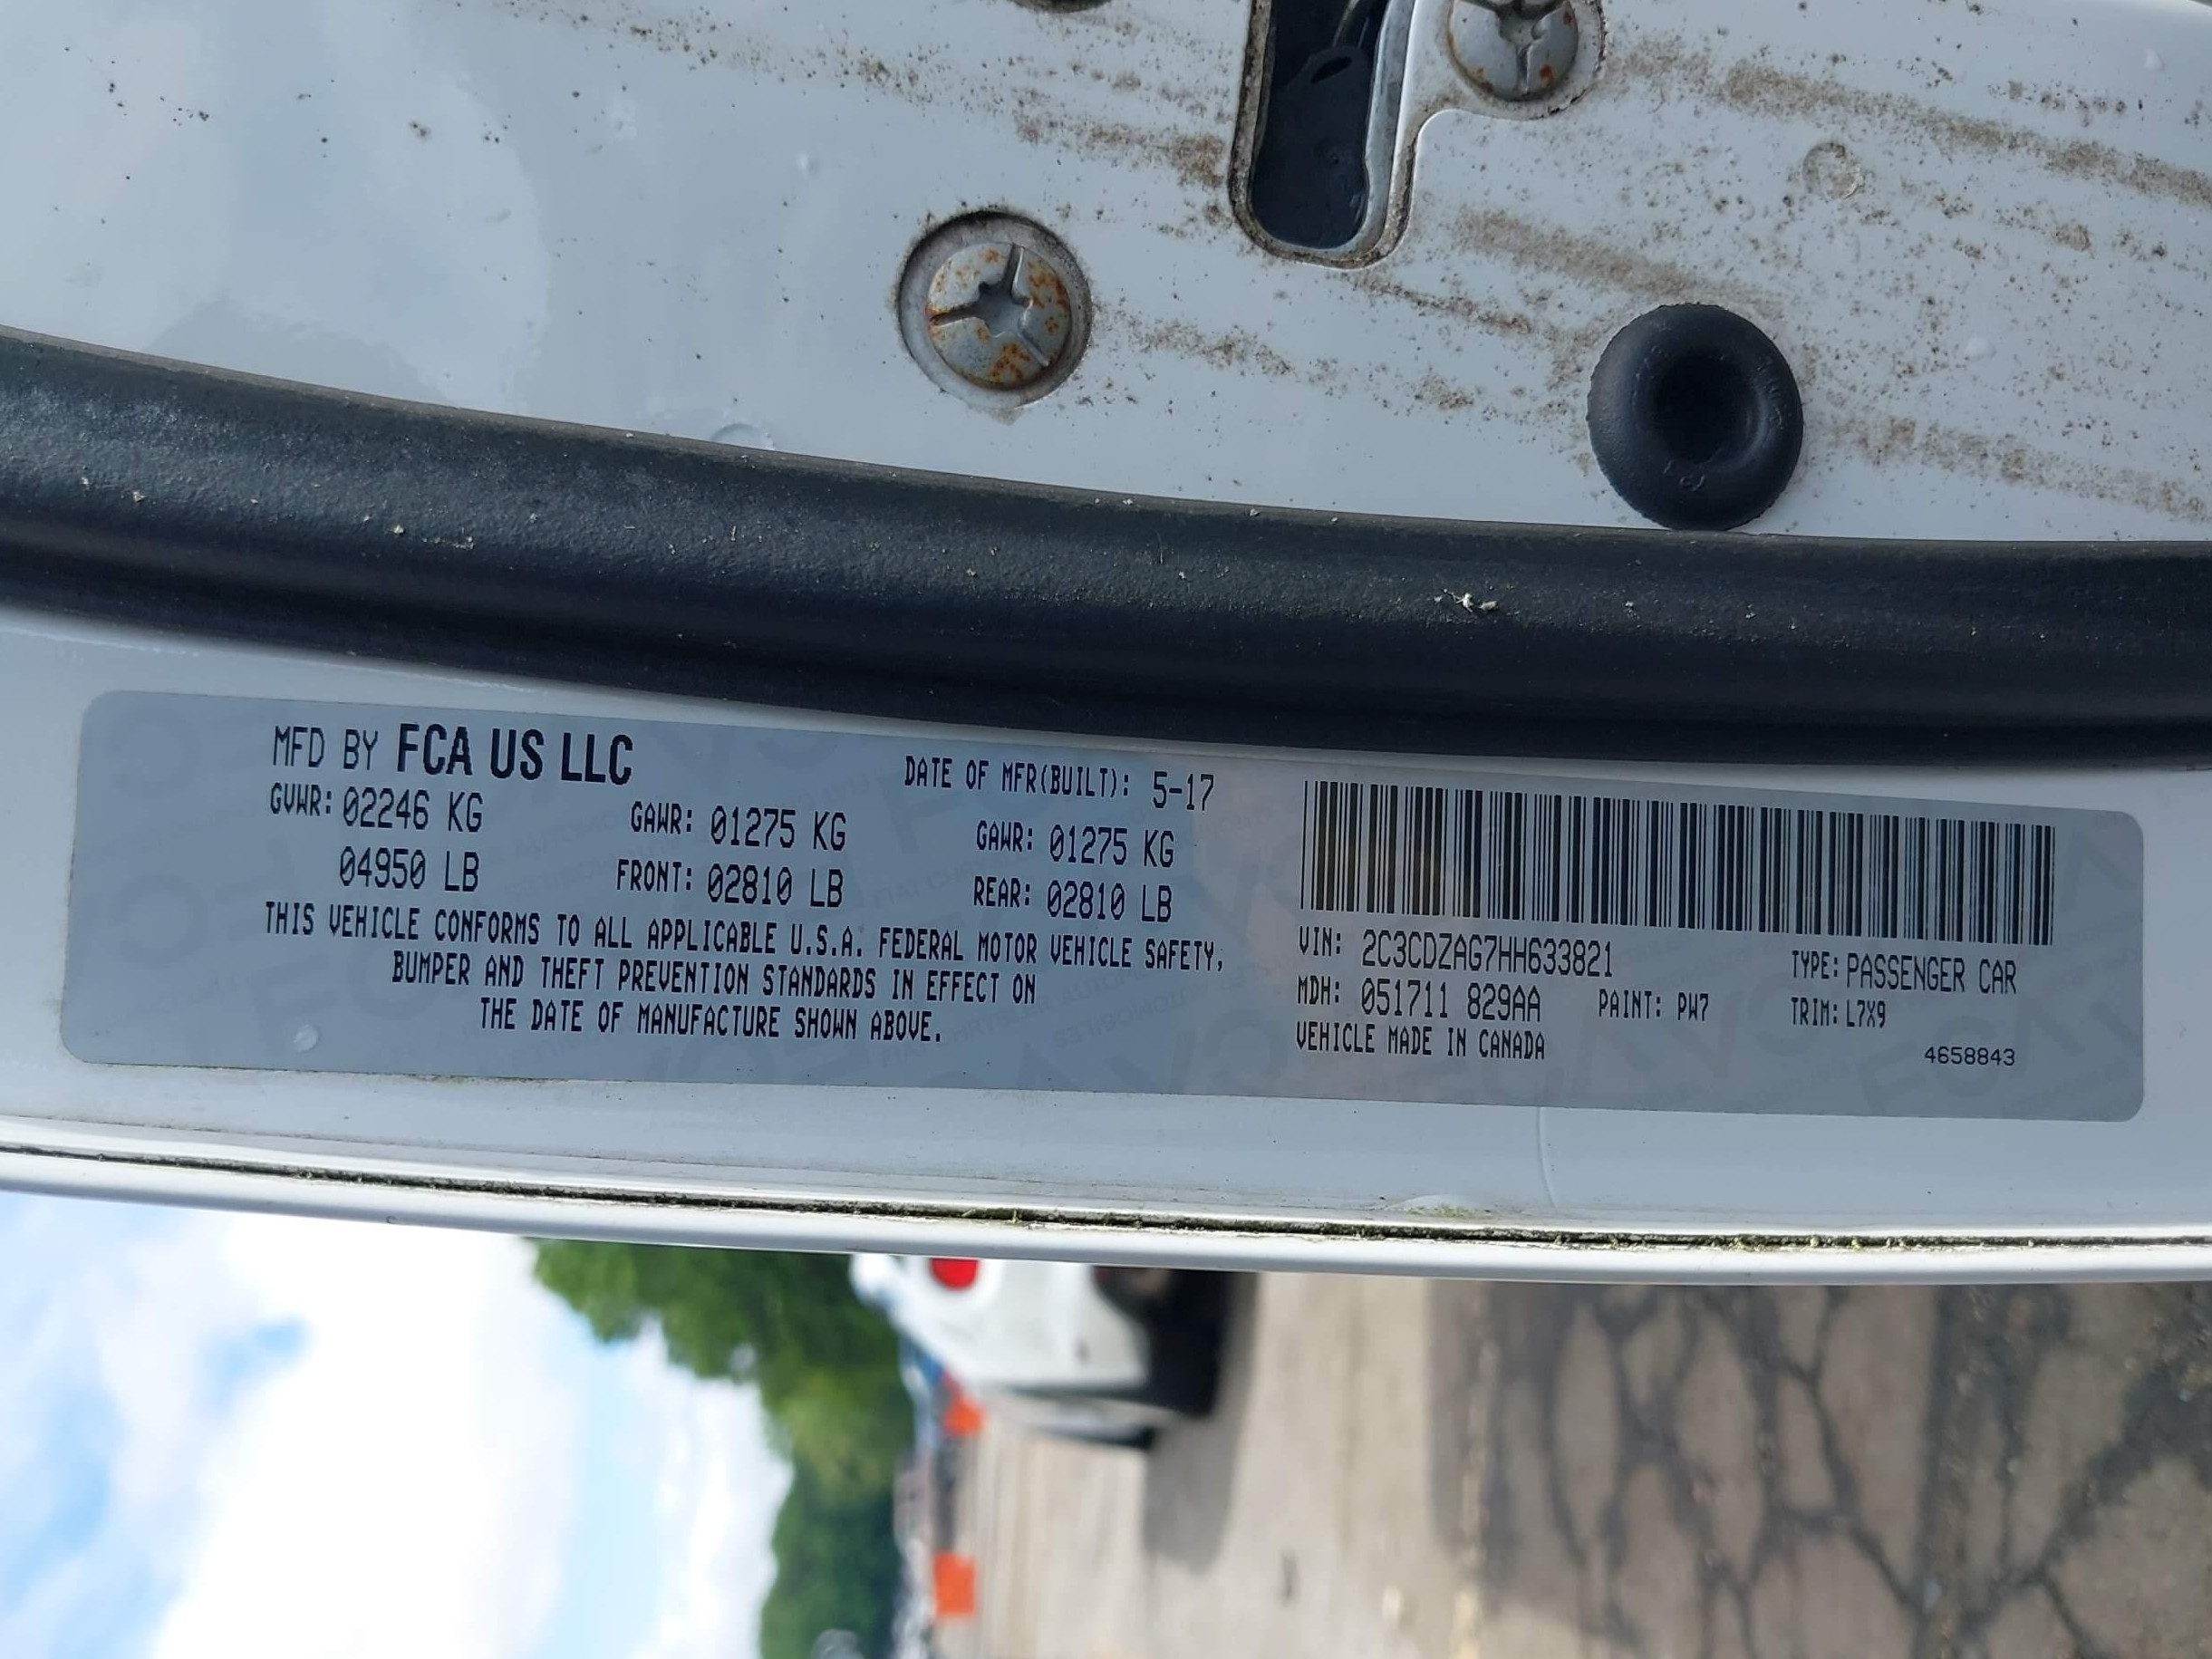 MFD BY FCA US LLC
DATE OF MFR(BUILT): 5-17
GVWR: 02246 KG GAWR: 01275 KG GAWR: 01275 KG
04950 LB FRONT: 02810 LB REAR: 02810 LB
THIS VEHICLE CONFORMS TO ALL APPLICABLE U.S.A. FEDERAL MOTOR VEHICLE SAFETY,
BUMPER AND THEFT PREVENTION STANDARDS IN EFFECT ON
THE DATE OF MANUFACTURE SHOWN ABOVE.
VIN: 2C3CDZAG7HH633821 TYPE: PASSENGER CAR
MDH: 051711 829AA PAINT: PW7 TRIM: L7X9
VEHICLE MADE IN CANADA
4658843